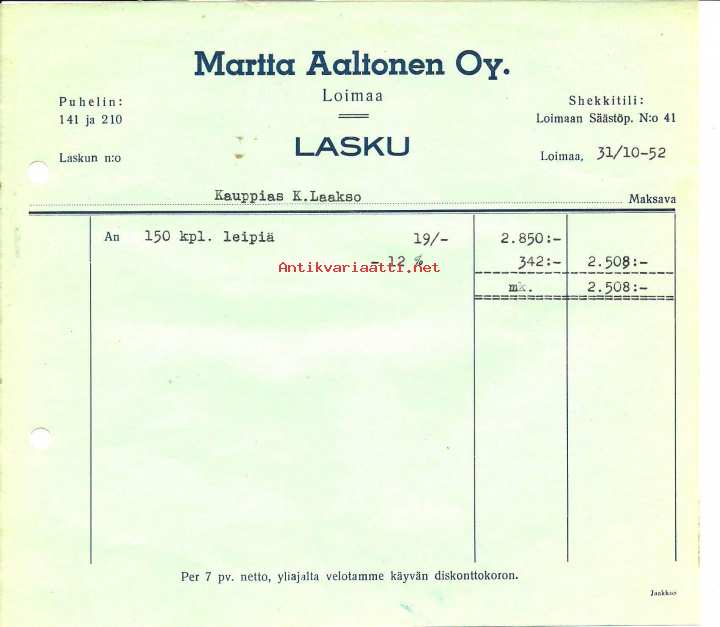 Martta Aaltonen Oy.
Loimaa
Puhelin:
141 ja 210
Shekkitili:
Loimaan Säästöp. N:o 41
LASKU
Laskun n:o
Loimaa, 31/10-52
Kauppias K.Laakso Maksava
An 150 kpl. leipiä 19/- 2.850:-
- 12 % 342:- 2.508:-
Antikvariaatti.net
mk. 2.508:-
Per 7 pv. netto, yliajalta velotamme käyvän diskonttokoron.
Jaakkoo